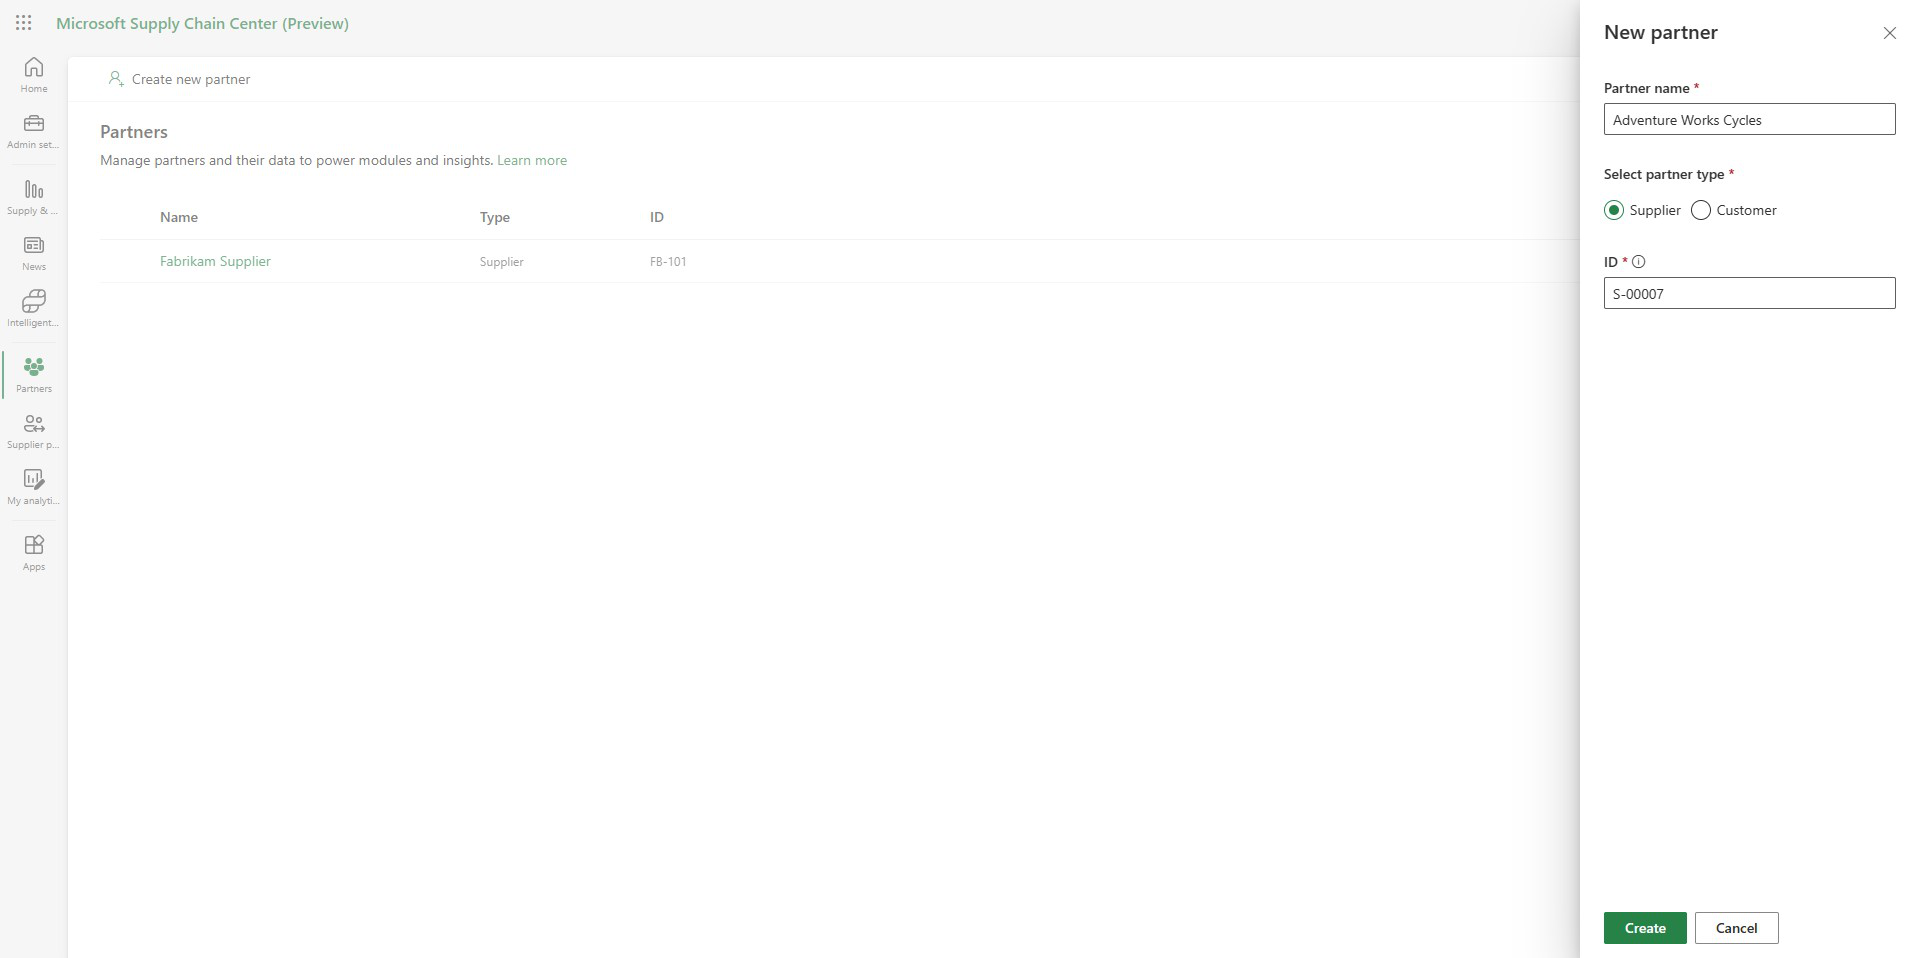 Microsoft Supply Chain Center (Preview)
Home
Admin set...
Supply & ...
News
Intelligent...
Partners
Supplier p...
My analyti...
Apps
Create new partner
Partners
Manage partners and their data to power modules and insights. Learn more
Name Type ID
Fabrikam Supplier Supplier FB-101
New partner
Partner name *
Adventure Works Cycles
Select partner type *
Supplier Customer
ID *
S-00007
Create Cancel